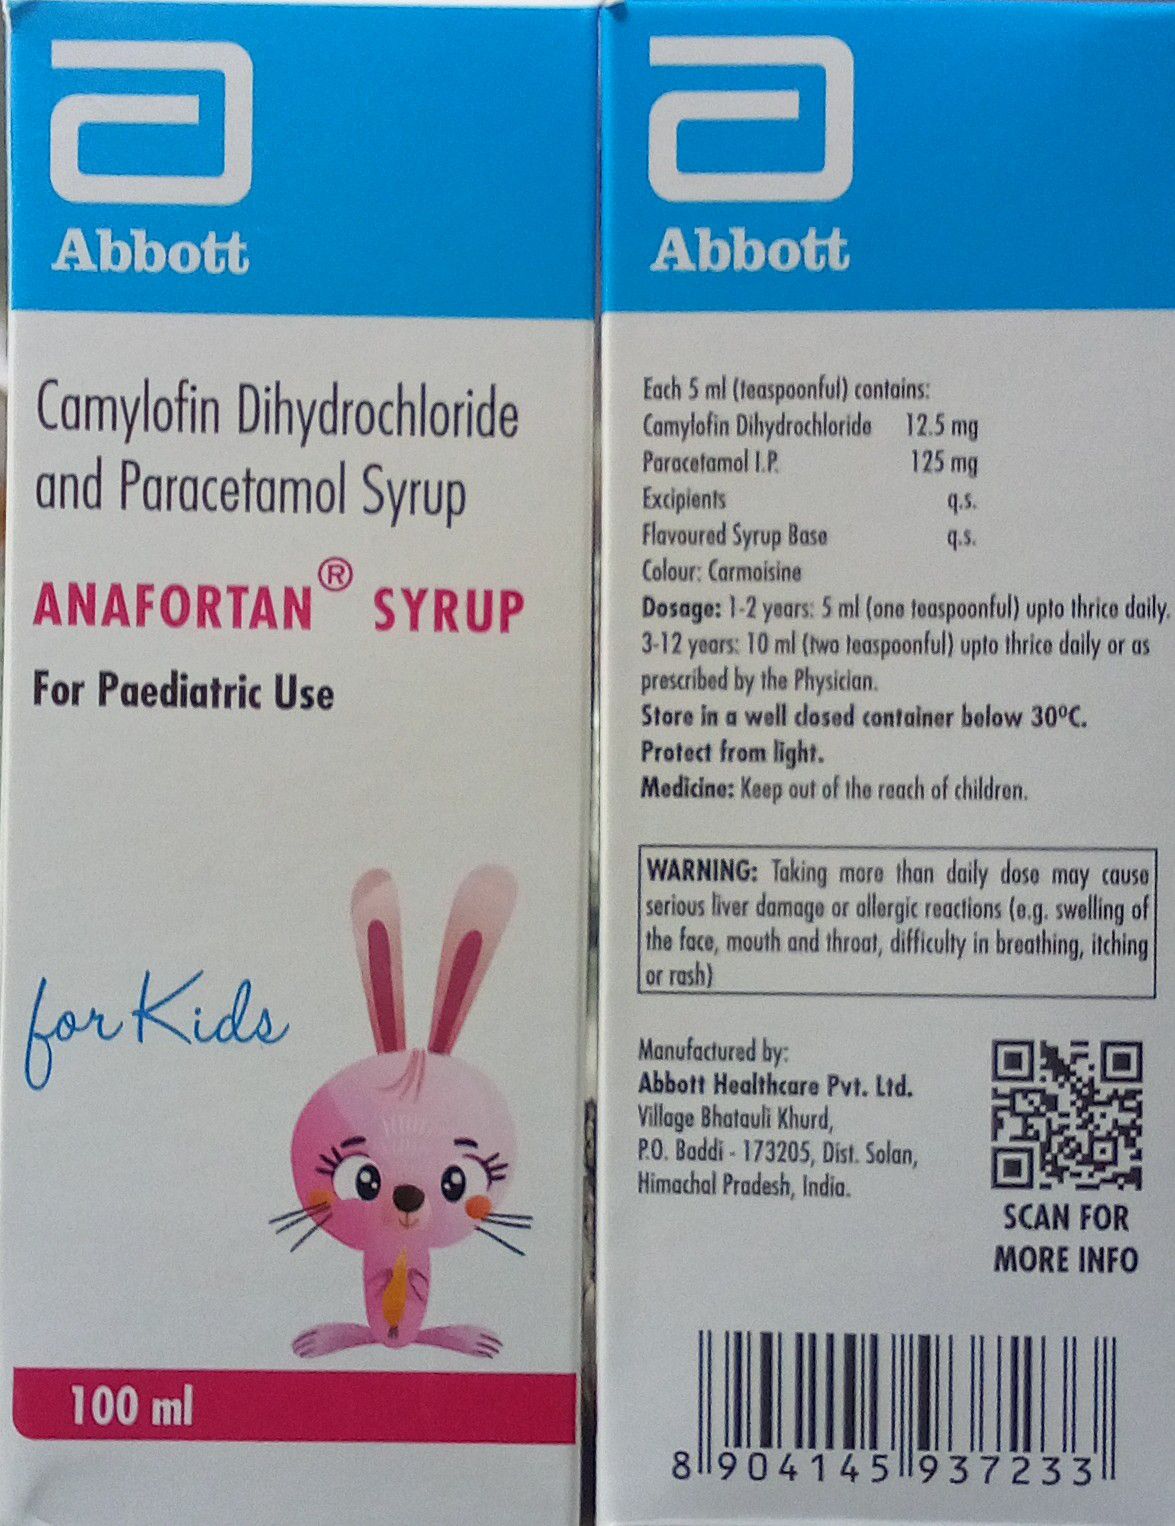 Abbott
Camylofin Dihydrochloride
and Paracetamol Syrup
ANAFORTAN® SYRUP
For Paediatric Use
for Kids
100 ml
Abbott
Each 5 ml (teaspoonful) contains:
Camylofin Dihydrochloride 12.5 mg
Paracetamol I.P. 125 mg
Excipients q.s.
Flavoured Syrup Base q.s.
Colour: Carmoisine
Dosage: 1-2 years: 5 ml (one teaspoonful) upto thrice daily.
3-12 years: 10 ml (two teaspoonful) upto thrice daily or as
prescribed by the Physician.
Store in a well closed container below 30ºC.
Protect from light.
Medicine: Keep out of the reach of children.
WARNING: Taking more than daily dose may cause
serious liver damage or allergic reactions (e.g. swelling of
the face, mouth and throat, difficulty in breathing, itching
or rash)
Manufactured by:
Abbott Healthcare Pvt. Ltd.
Village Bhatauli Khurd,
P.O. Baddi - 173205, Dist. Solan,
Himachal Pradesh, India.
SCAN FOR
MORE INFO
8 904145 937233